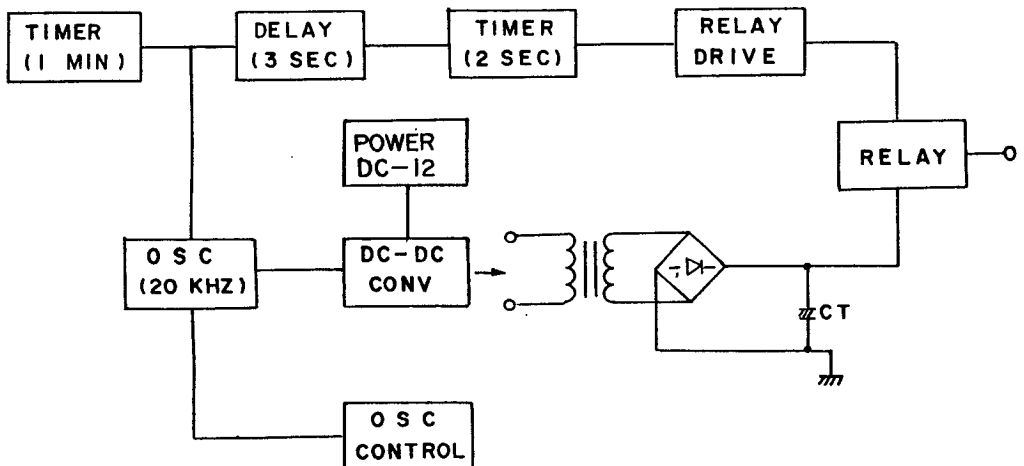 TIMER
(1 MIN)
DELAY
(3 SEC)
TIMER
(2 SEC)
RELAY
DRIVE
POWER
DC-12
RELAY
OSC
(20 KHZ)
DC-DC
CONV
CT
OSC
CONTROL